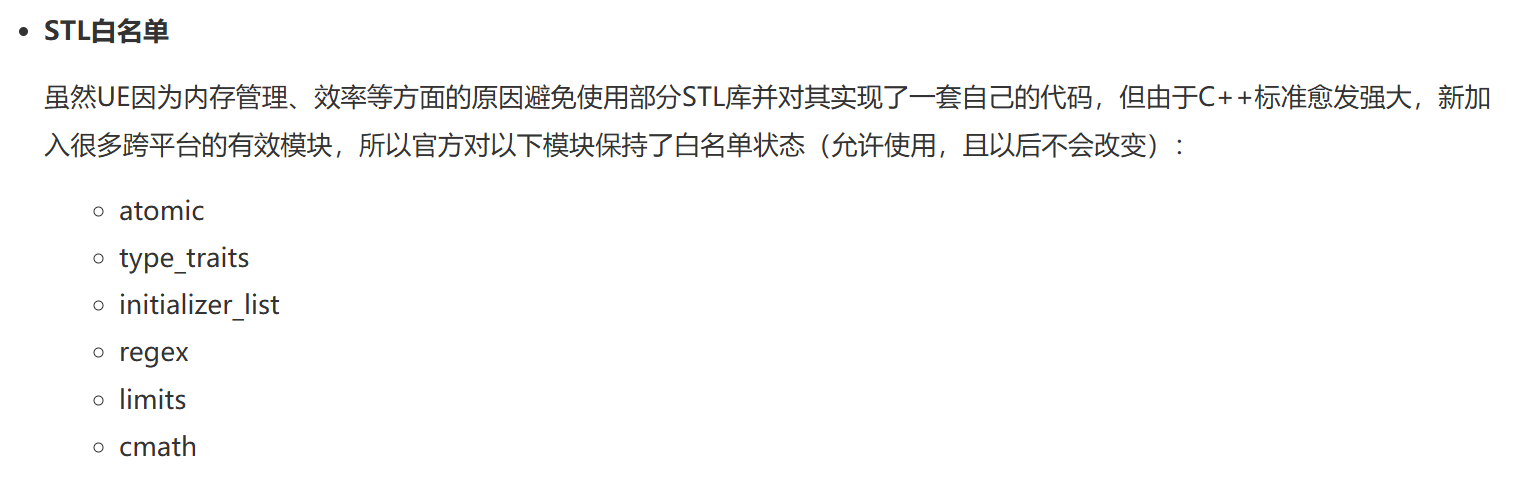 STL白名单
虽然UE因为内存管理、效率等方面的原因避免使用部分STL库并对其实现了一套自己的代码，但由于C++标准愈发强大，新加
入很多跨平台的有效模块，所以官方对以下模块保持了白名单状态（允许使用，且以后不会改变）：
atomic
type_traits
initializer_list
regex
limits
cmath